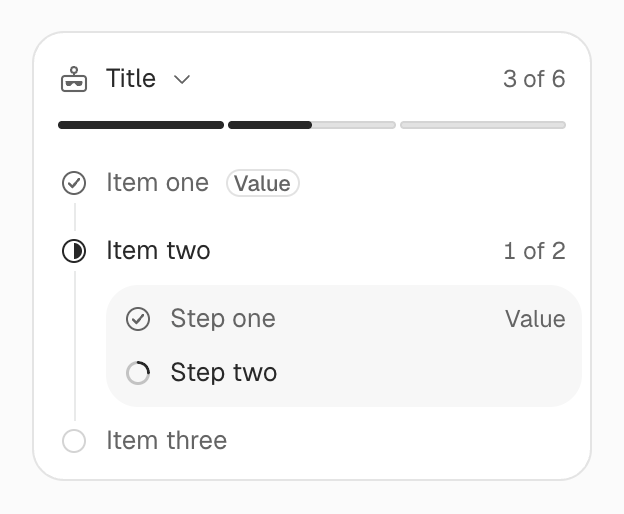 Title 3 of 6
Item one Value
Item two 1 of 2
Step one Value
Step two
Item three